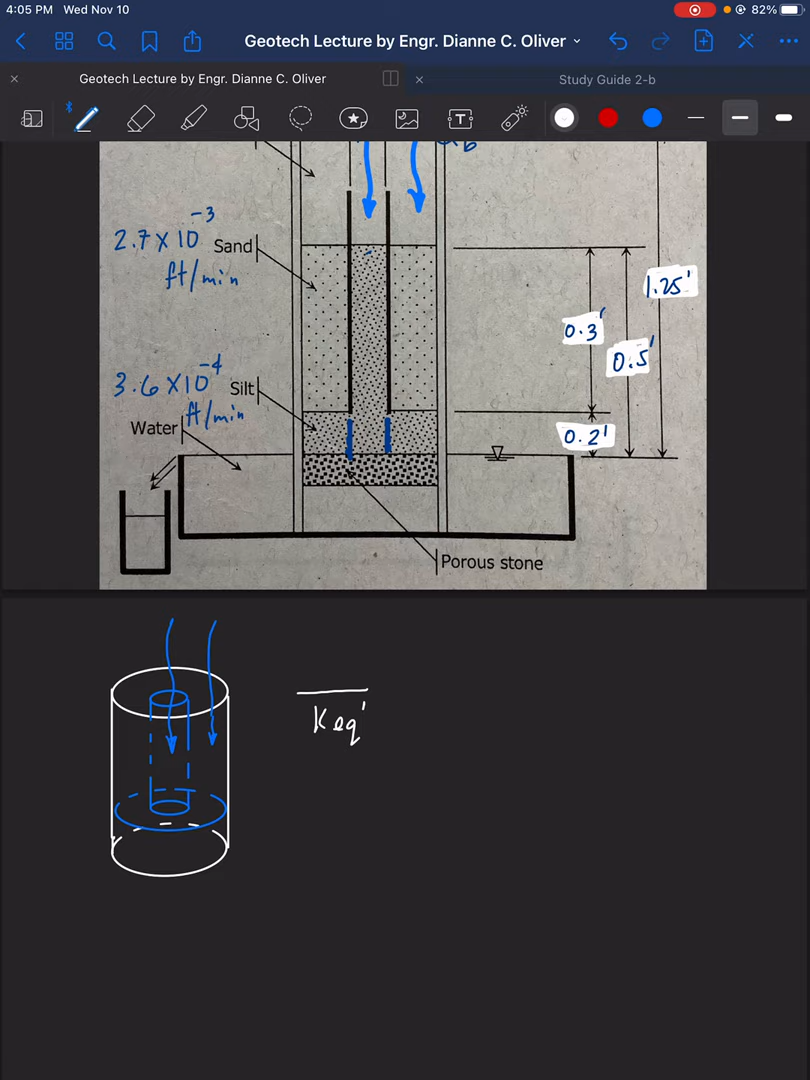 4:05 PM Wed Nov 10
82%
Geotech Lecture by Engr. Dianne C. Oliver
Geotech Lecture by Engr. Dianne C. Oliver
Study Guide 2-b
2.7 X 10⁻³
ft/min
Sand
3.6 X 10⁻⁴
ft/min
Silt
Water
1.25'
0.3'
0.5'
0.2'
Porous stone
Keq'